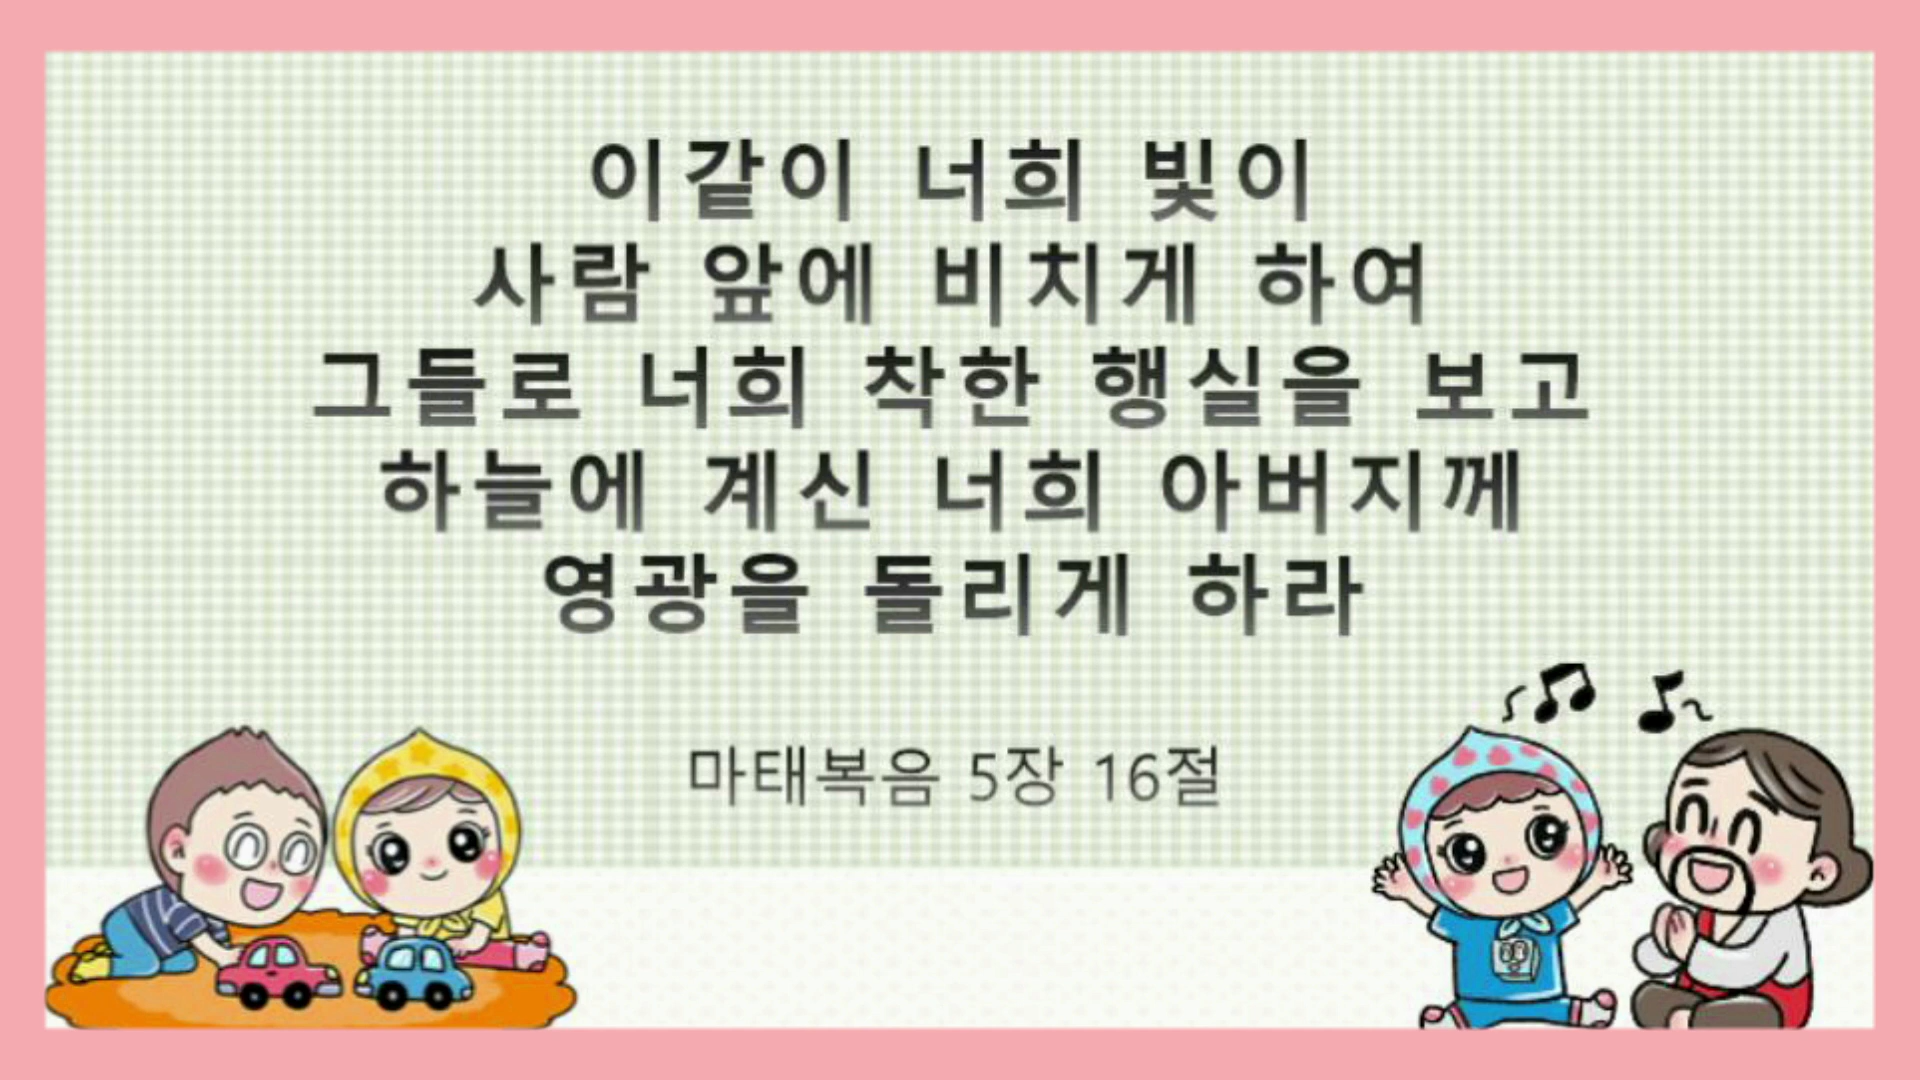 이같이 너희 빛이
사람 앞에 비치게 하여
그들로 너희 착한 행실을 보고
하늘에 계신 너희 아버지께
영광을 돌리게 하라
마태복음 5장 16절